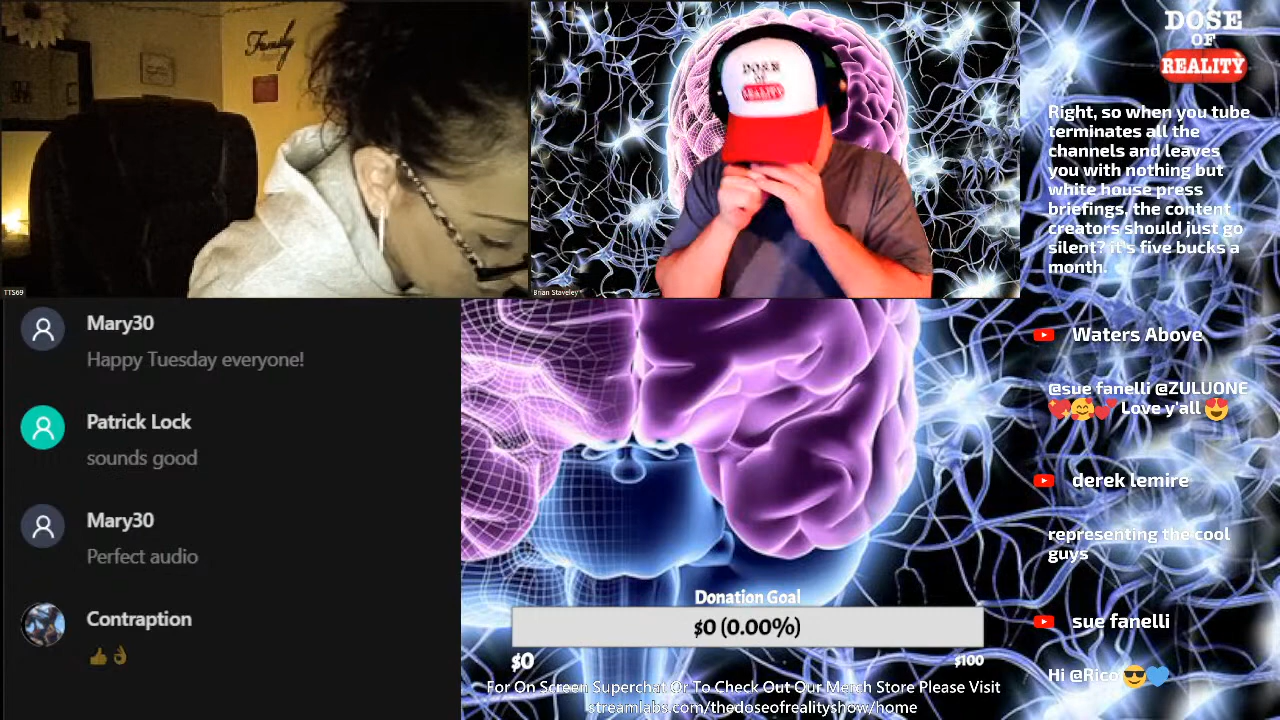 Family
TTS69
DOSE
OF
REALITY
Brian Staveley
DOSE
OF
REALITY
Right, so when you tube
terminates all the
channels and leaves
you with nothing but
white house press
briefings. the content
creators should just go
silent? it's five bucks a
month.
Waters Above
@sue fanelli @ZULUONE
💖🥰💕 Love y'all 😍
derek lemire
representing the cool
guys
sue fanelli
Hi @Rico 😎💙
Mary30
Happy Tuesday everyone!
Patrick Lock
sounds good
Mary30
Perfect audio
Contraption
👍👌
Donation Goal
$0 (0.00%)
$0
$100
For On Screen Superchat Or To Check Out Our Merch Store Please Visit
streamlabs.com/thedoseofrealityshow/home